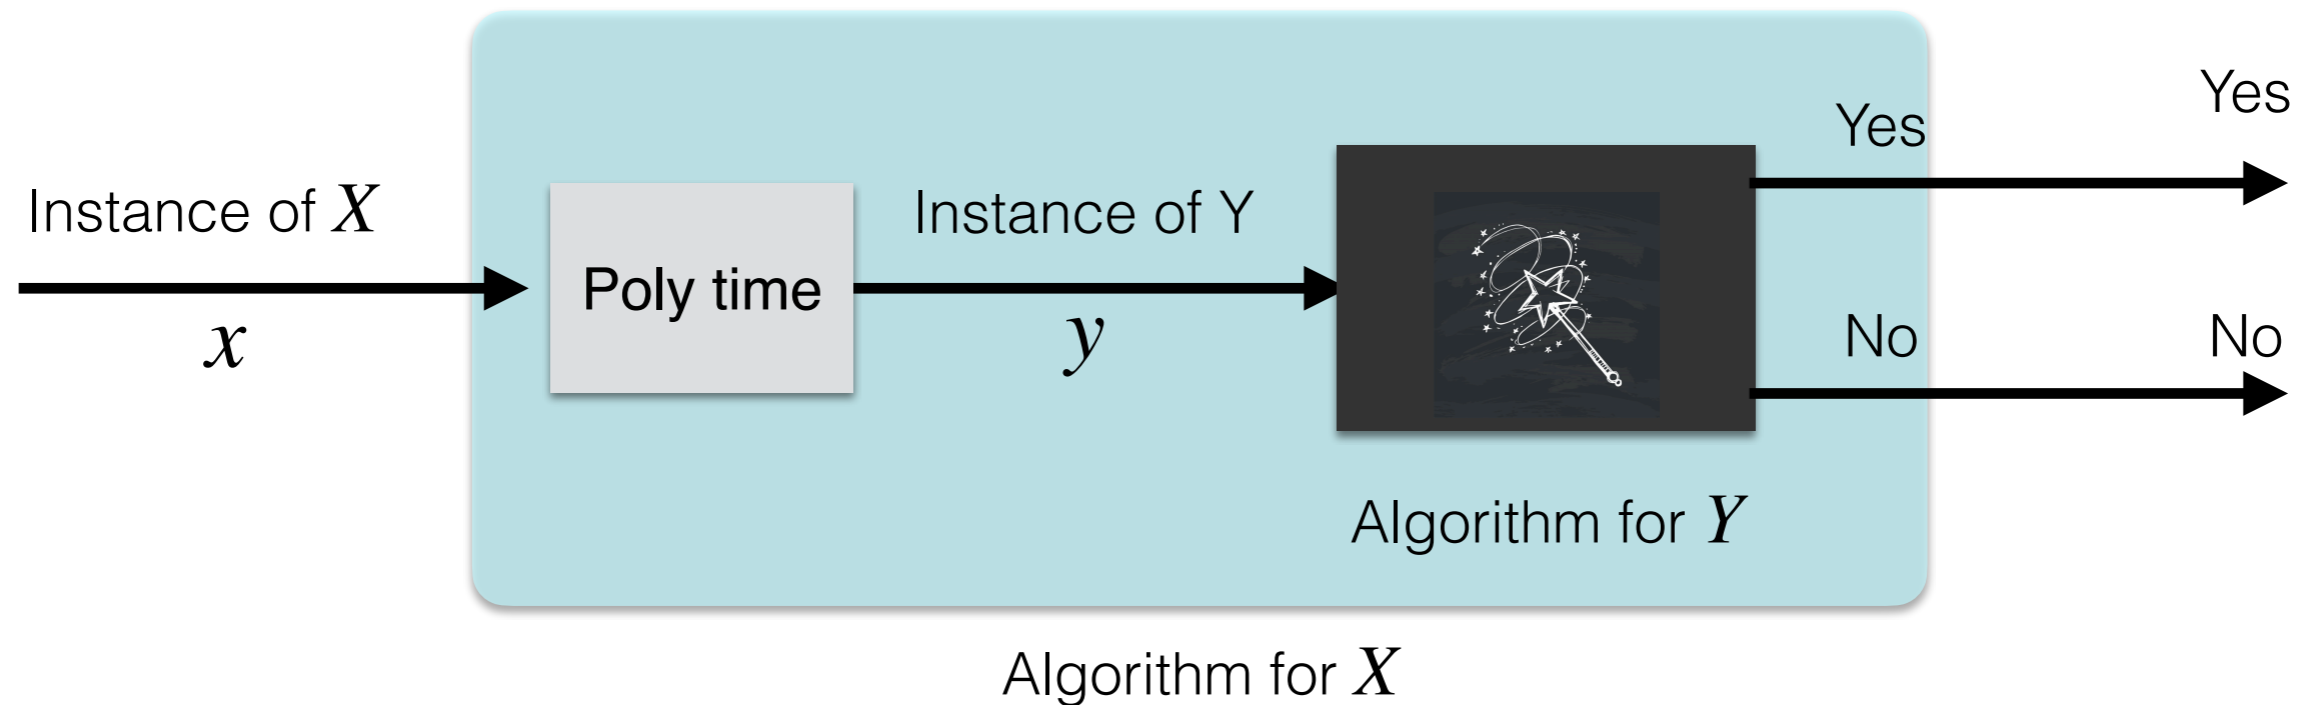 Instance of X
x
Poly time
Instance of Y
y
Yes
No
Algorithm for Y
Yes
No
Algorithm for X